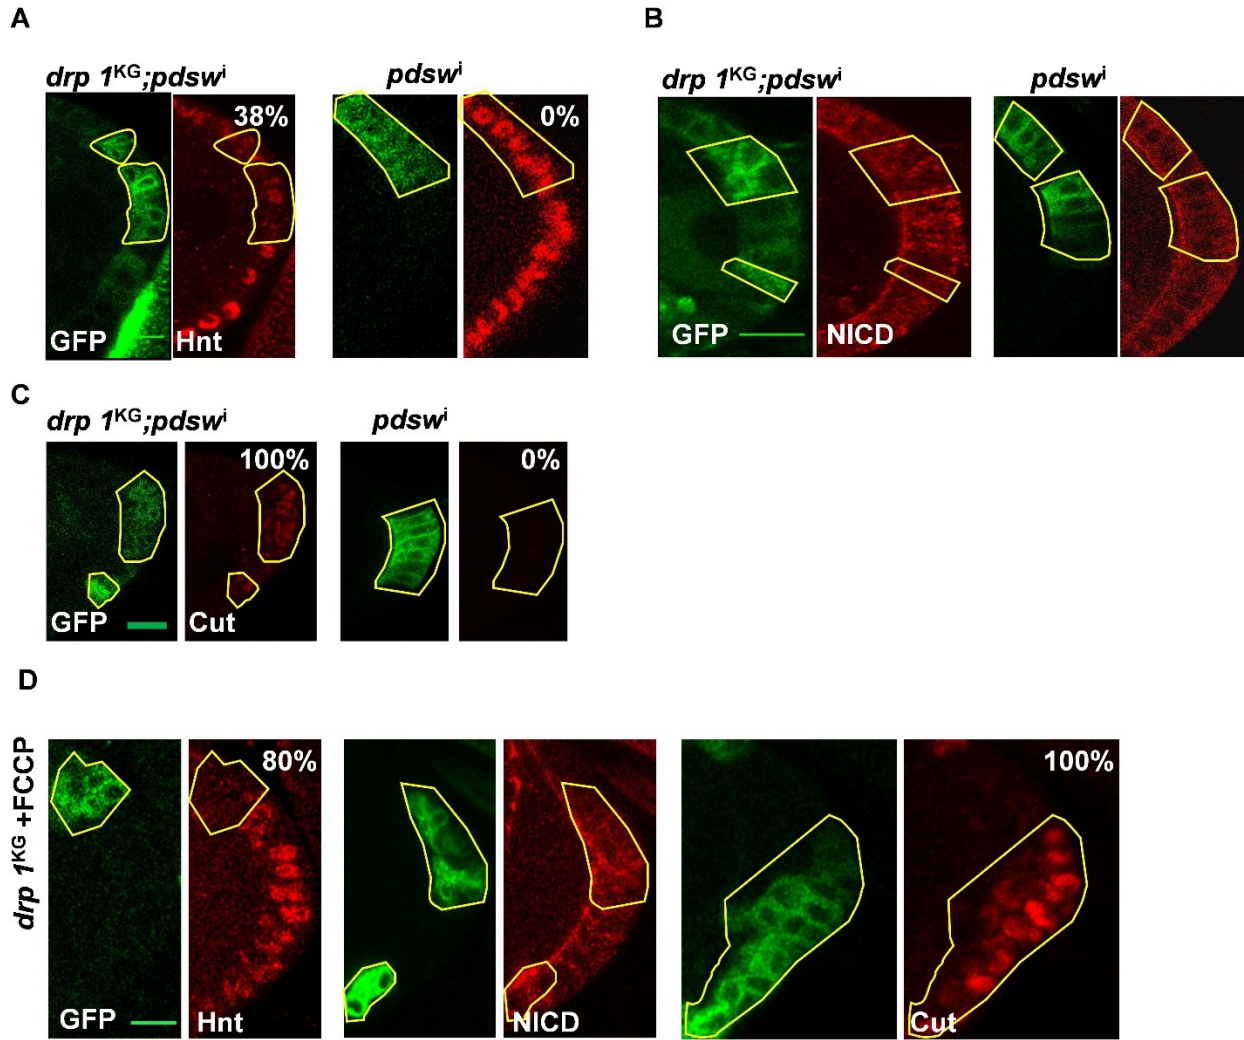 A
drp 1ᴷᴳ;pdswⁱ
pdswⁱ
38%
0%
GFP
Hnt
B
drp 1ᴷᴳ;pdswⁱ
pdswⁱ
GFP
NICD
C
drp 1ᴷᴳ;pdswⁱ
pdswⁱ
100%
0%
GFP
Cut
D
drp 1ᴷᴳ +FCCP
80%
100%
GFP
Hnt
NICD
Cut